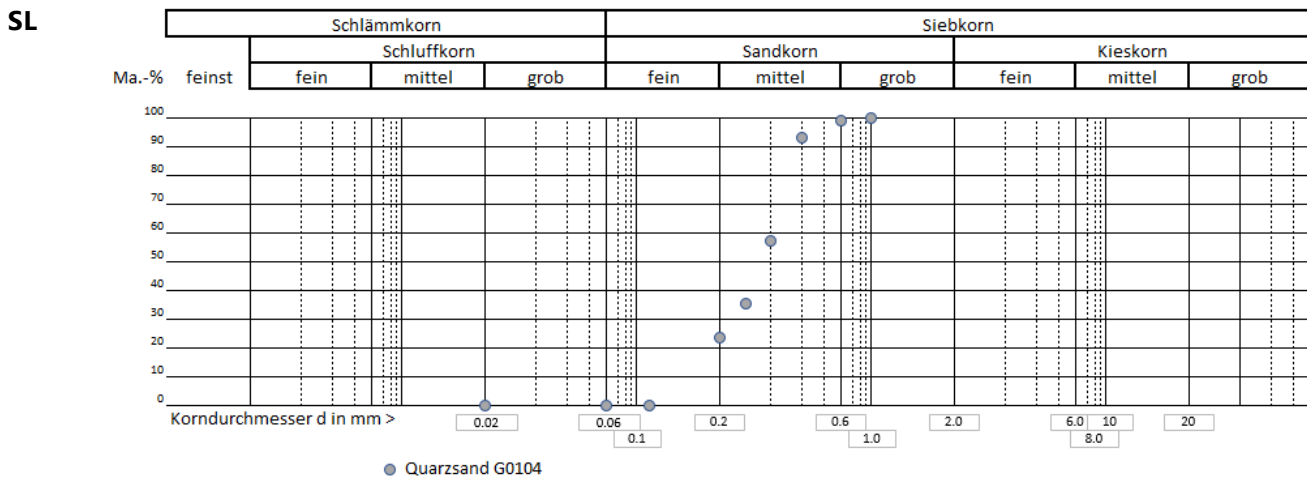 SL
Schlämmkorn Siebkorn
Schluffkorn Sandkorn Kieskorn
Ma.-% feinst fein mittel grob fein mittel grob fein mittel grob
100
90
80
70
60
50
40
30
20
10
0
Korndurchmesser d in mm > 0.02 0.06 0.2 0.6 2.0 6.0 10 20
0.1 1.0 8.0
Quarzsand G0104